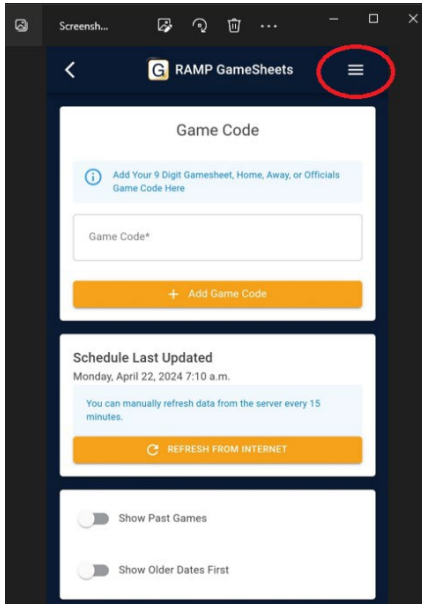 Screensh...
RAMP GameSheets
Game Code
Add Your 9 Digit Gamesheet, Home, Away, or Officials
Game Code Here
Game Code*
+ Add Game Code
Schedule Last Updated
Monday, April 22, 2024 7:10 a.m.
You can manually refresh data from the server every 15
minutes.
REFRESH FROM INTERNET
Show Past Games
Show Older Dates First